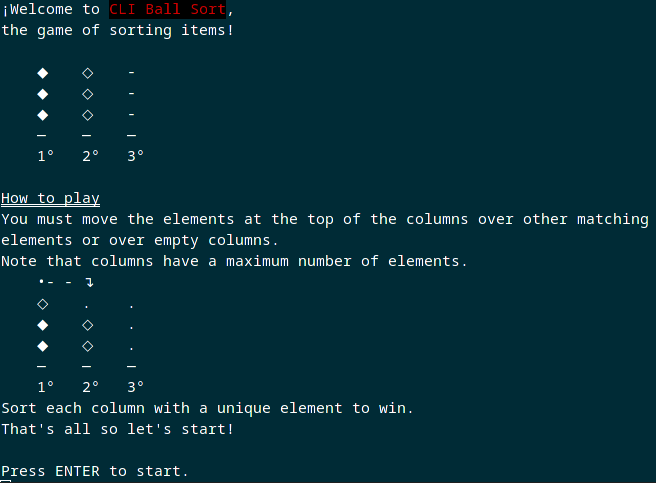 ¡Welcome to CLI Ball Sort,
the game of sorting items!
◆ ◇ -
◆ ◇ -
◆ ◇ -
— — —
1° 2° 3°
How to play
You must move the elements at the top of the columns over other matching
elements or over empty columns.
Note that columns have a maximum number of elements.
•- - ↴
◇ . .
◆ ◇ .
◆ ◇ .
— — —
1° 2° 3°
Sort each column with a unique element to win.
That's all so let's start!
Press ENTER to start.